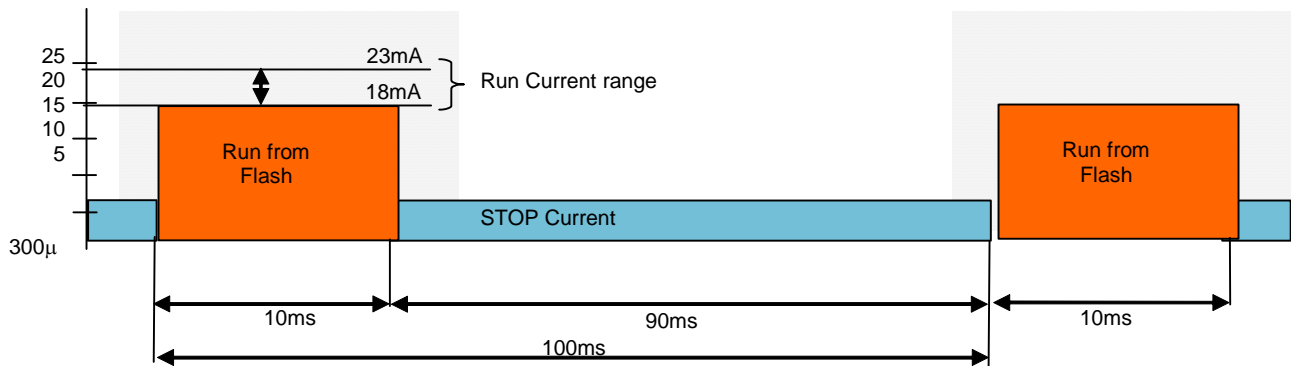 25
20
15
10
5
300µ
23mA
18mA
Run Current range
Run from
Flash
STOP Current
Run from
Flash
10ms
90ms
10ms
100ms